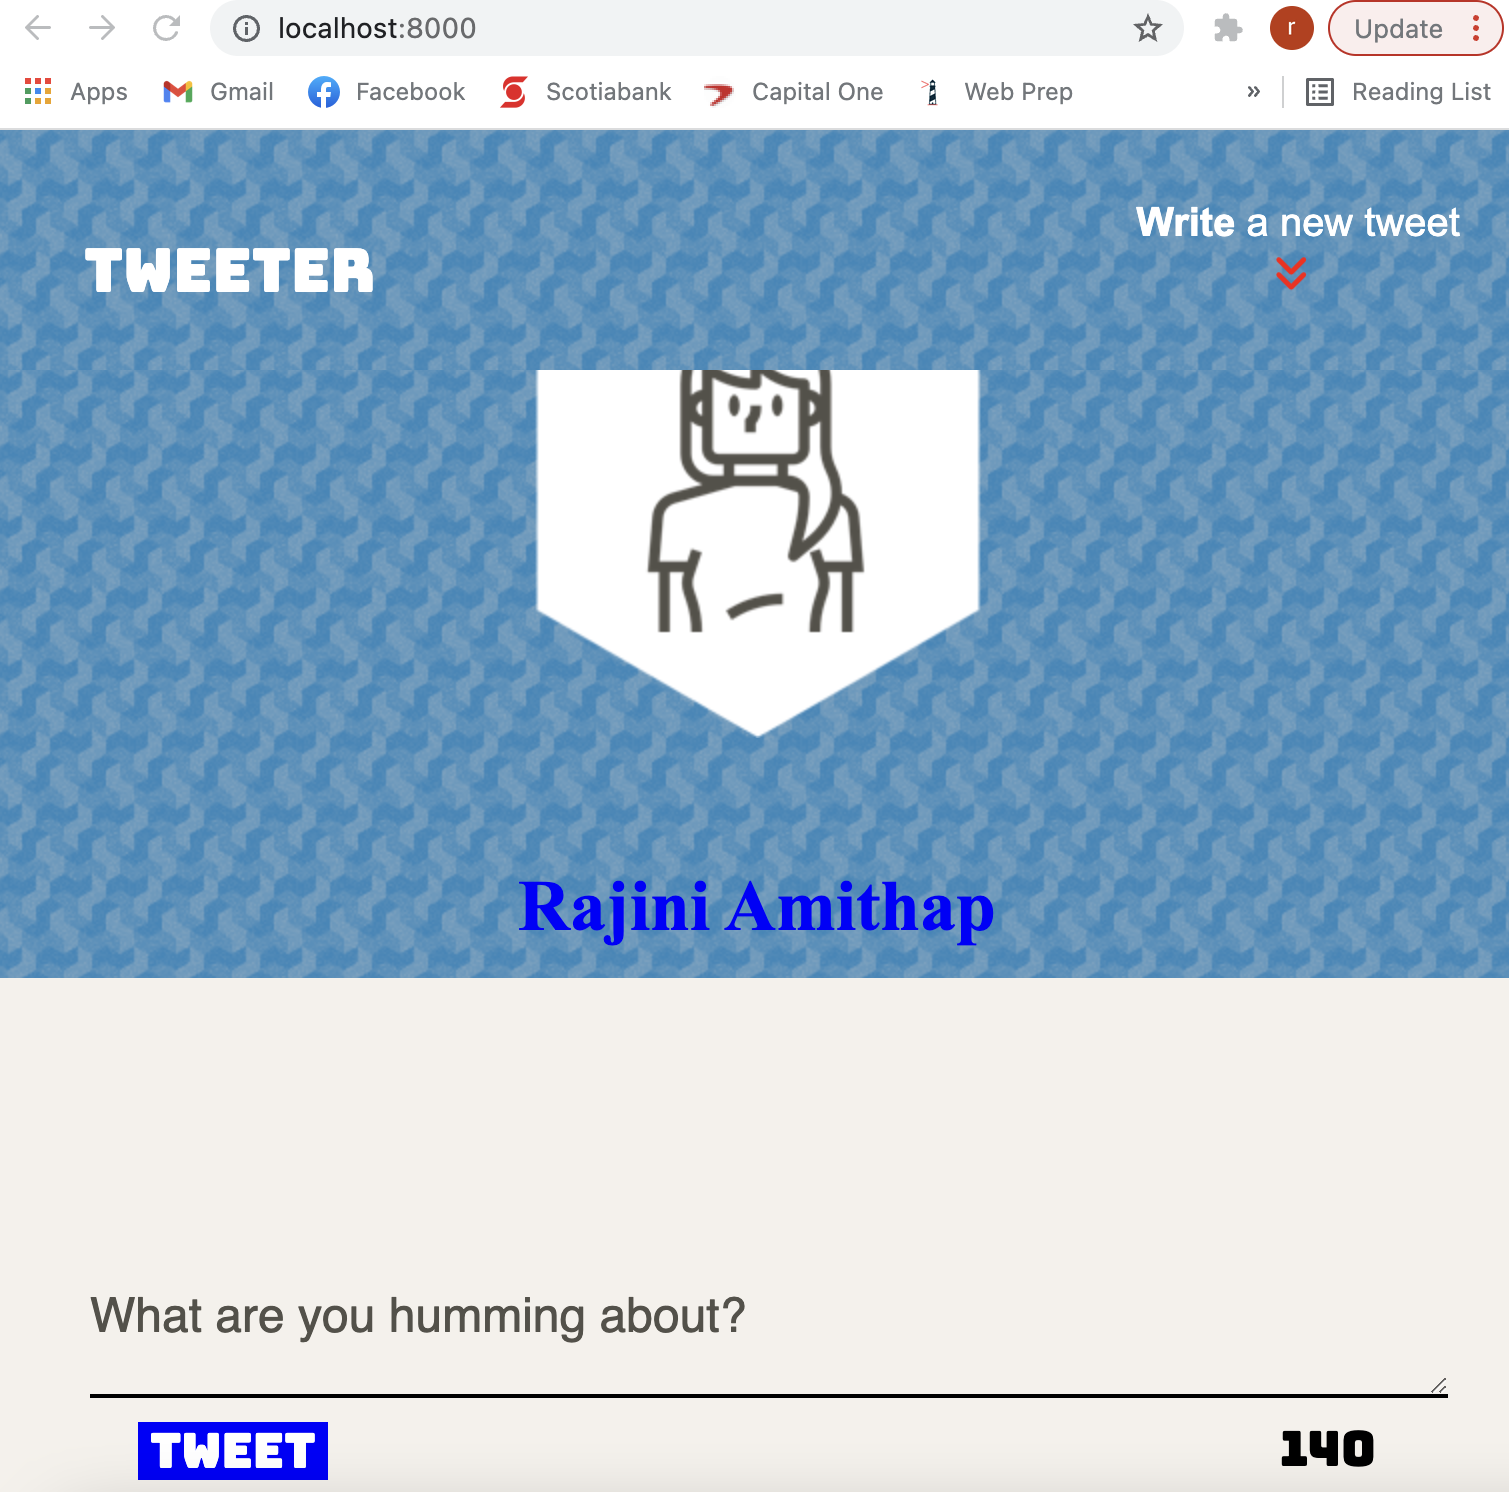 localhost:8000
r
Update
Apps
Gmail
Facebook
Scotiabank
Capital One
Web Prep
»
Reading List
TWEETER
Write a new tweet
Rajini Amithap
What are you humming about?
TWEET
140